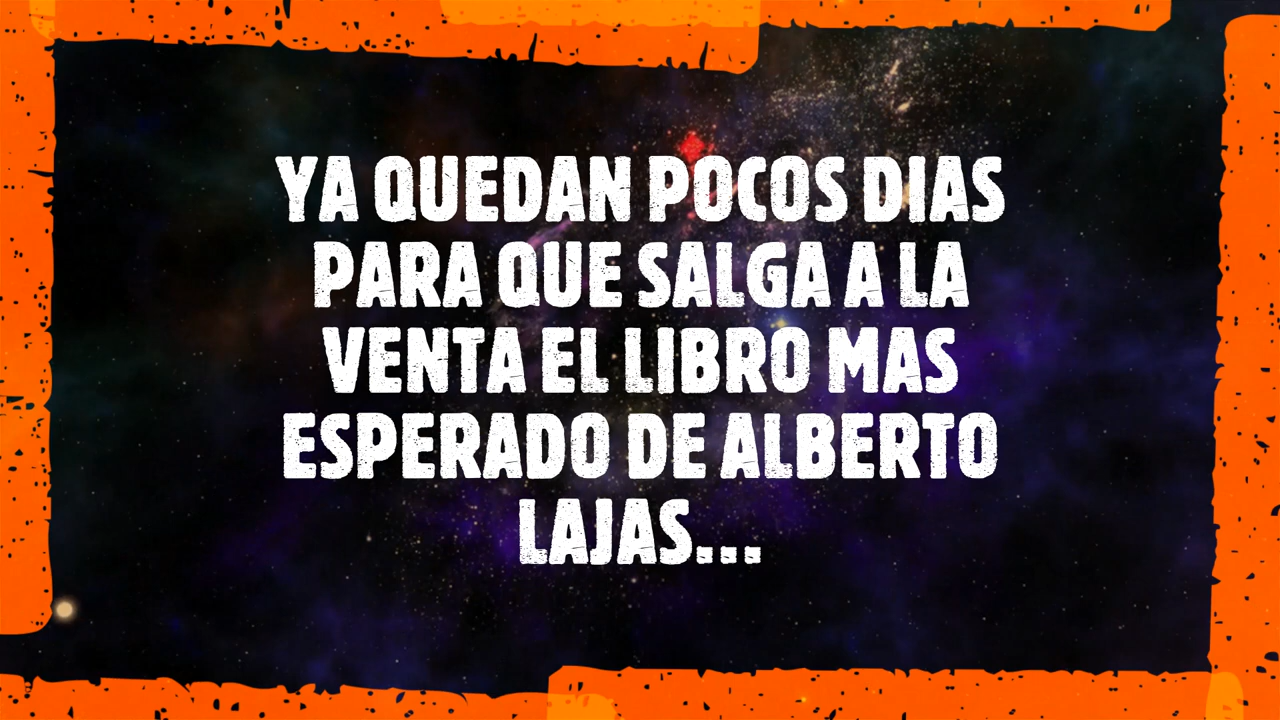 YA QUEDAN POCOS DIAS
PARA QUE SALGA A LA
VENTA EL LIBRO MAS
ESPERADO DE ALBERTO
LAJAS...